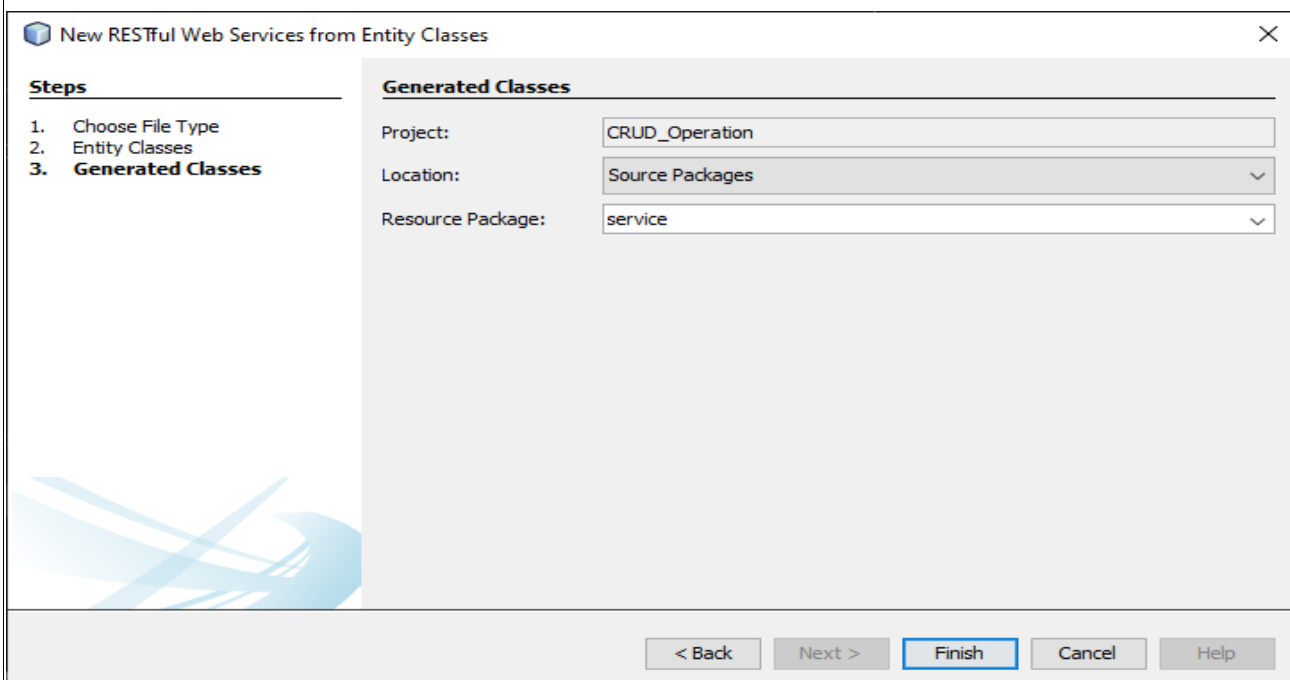 New RESTful Web Services from Entity Classes
Steps
1. Choose File Type
2. Entity Classes
3. Generated Classes
Generated Classes
Project: CRUD_Operation
Location: Source Packages
Resource Package: service
< Back Next > Finish Cancel Help